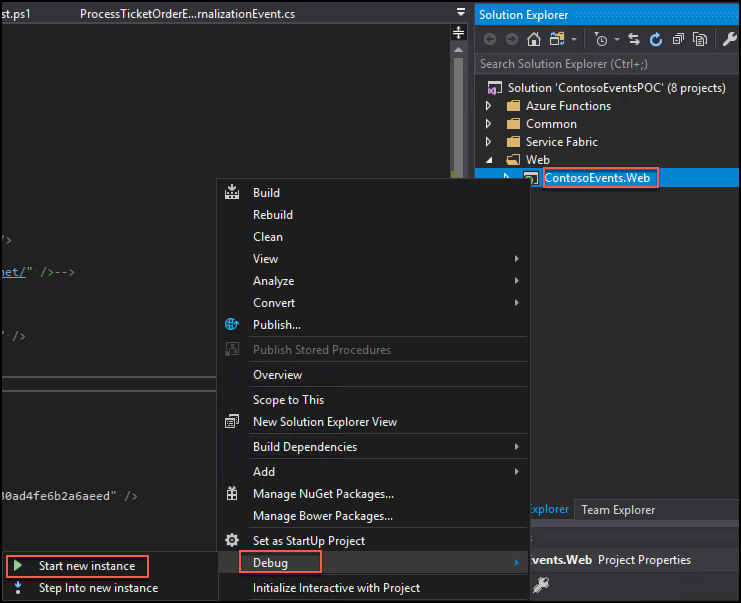 st.ps1
ProcessTicketOrderE...rnalizationEvent.cs
/>
net/" />-->
" />
30ad4fe6b2a6aeed" />
Solution Explorer
Search Solution Explorer (Ctrl+;)
Solution 'ContosoEventsPOC' (8 projects)
Azure Functions
Common
Service Fabric
Web
ContosoEvents.Web
Build
Rebuild
Clean
View
Analyze
Convert
Publish...
Publish Stored Procedures
Overview
Scope to This
New Solution Explorer View
Build Dependencies
Add
Manage NuGet Packages...
Manage Bower Packages...
Set as StartUp Project
Debug
Initialize Interactive with Project
Start new instance
Step Into new instance
Explorer
Team Explorer
vents.Web Project Properties